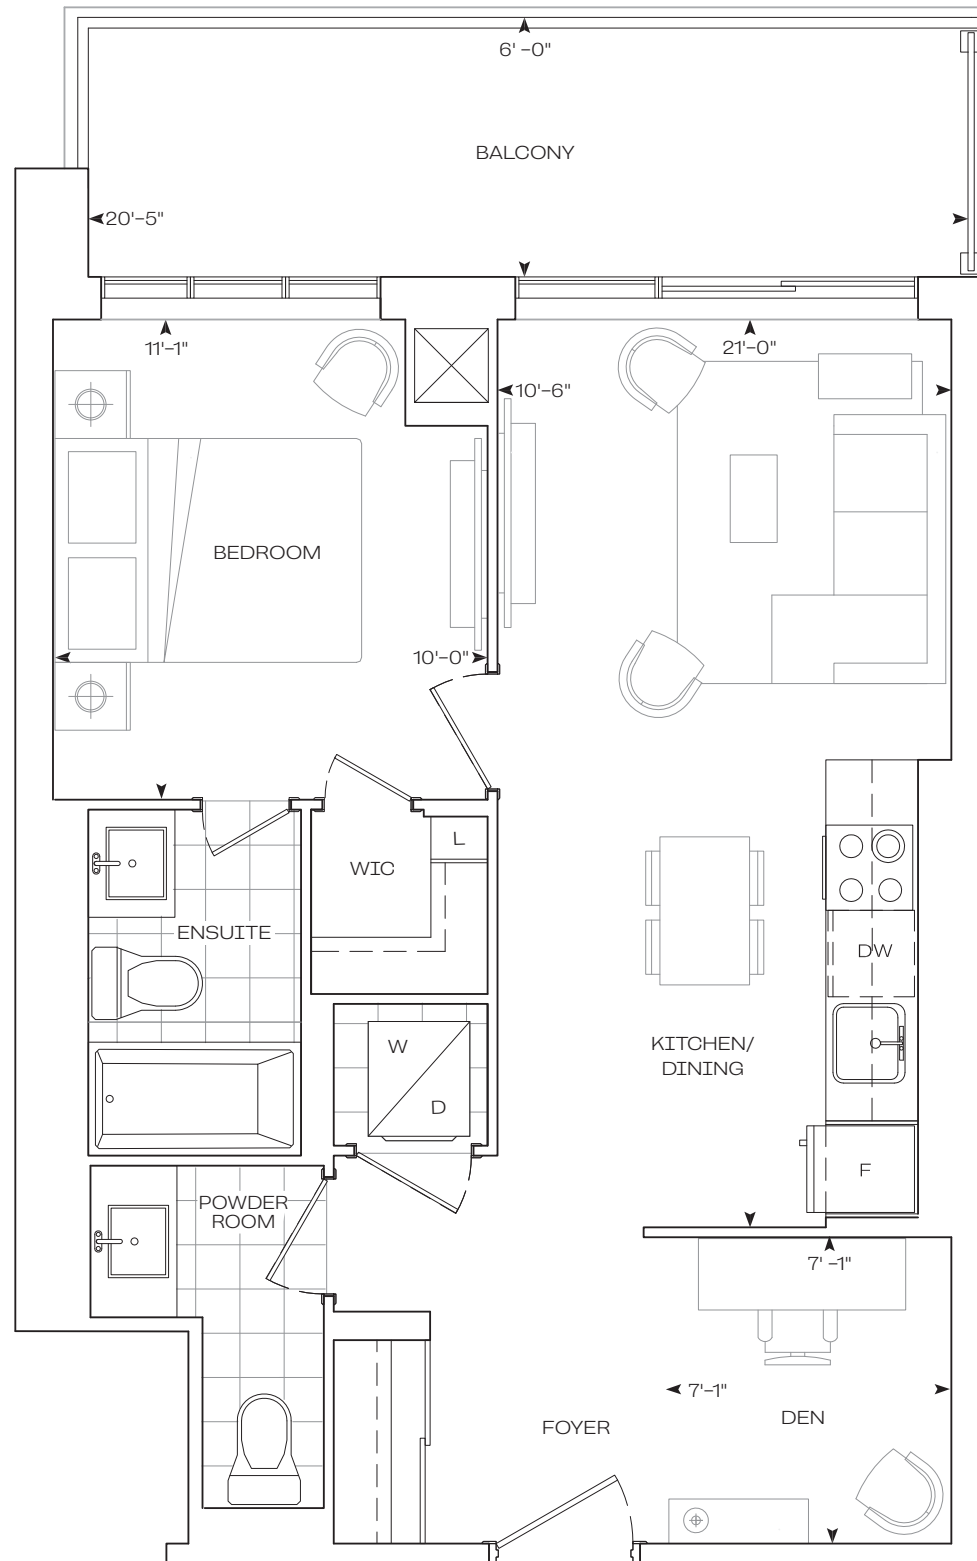 6'-0"
BALCONY
20'-5"
11'-1"
21'-0"
10'-6"
BEDROOM
10'-0"
L
WIC
ENSUITE
DW
W
KITCHEN/
DINING
D
F
POWDER
ROOM
7'-1"
7'-1"
FOYER
DEN